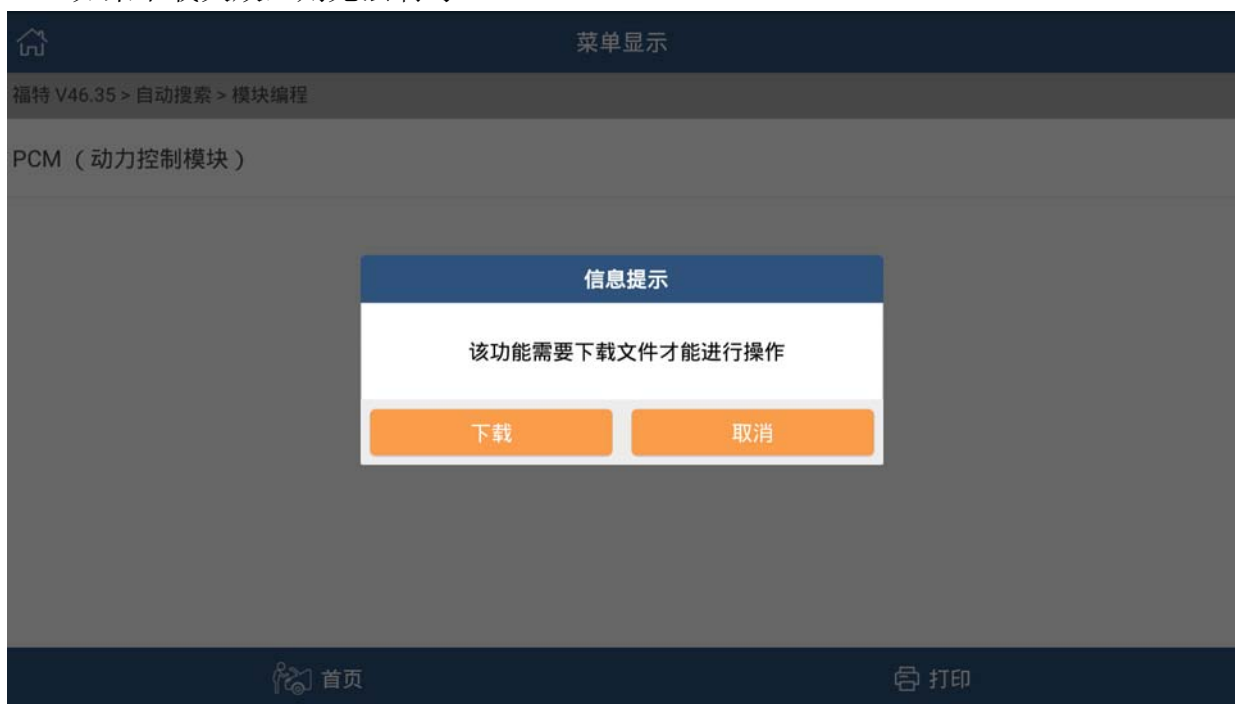 菜单显示
福特 V46.35 > 自动搜索 > 模块编程
PCM （动力控制模块）
信息提示
该功能需要下载文件才能进行操作
下载 取消
首页 打印